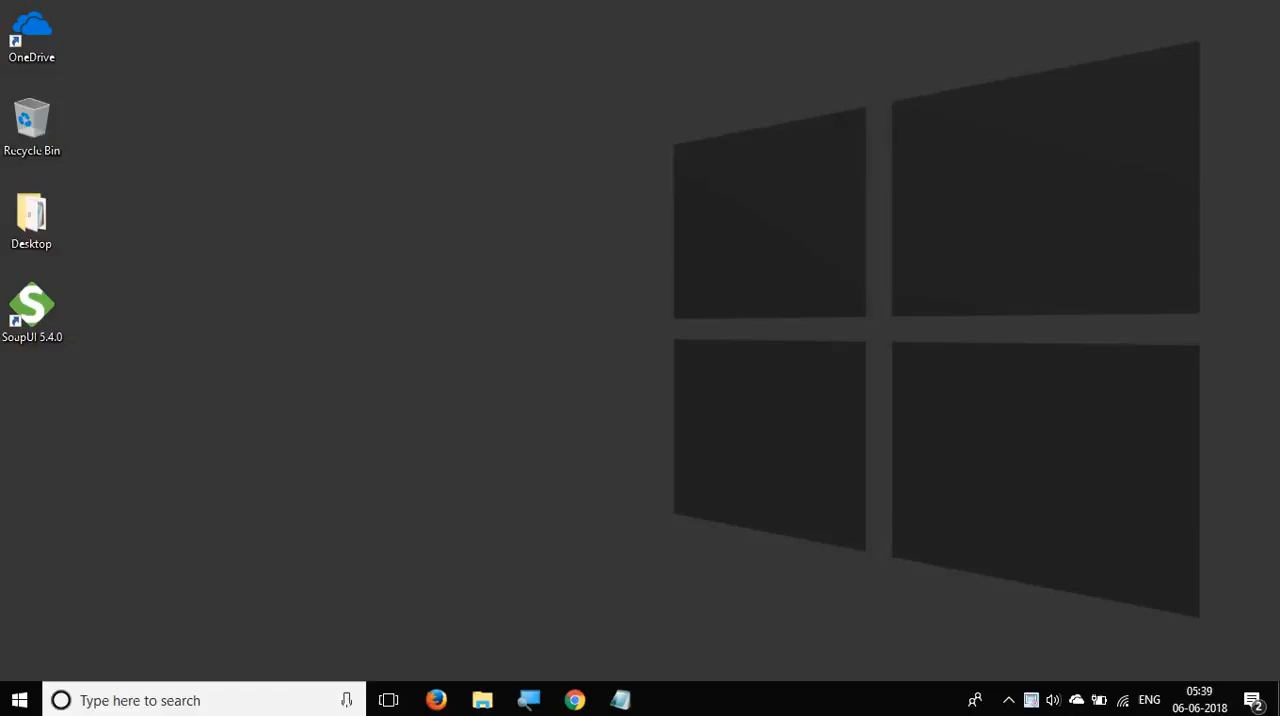 OneDrive
Recycle Bin
Desktop
SoapUI 5.4.0
Type here to search
ENG
05:39
06-06-2018
2